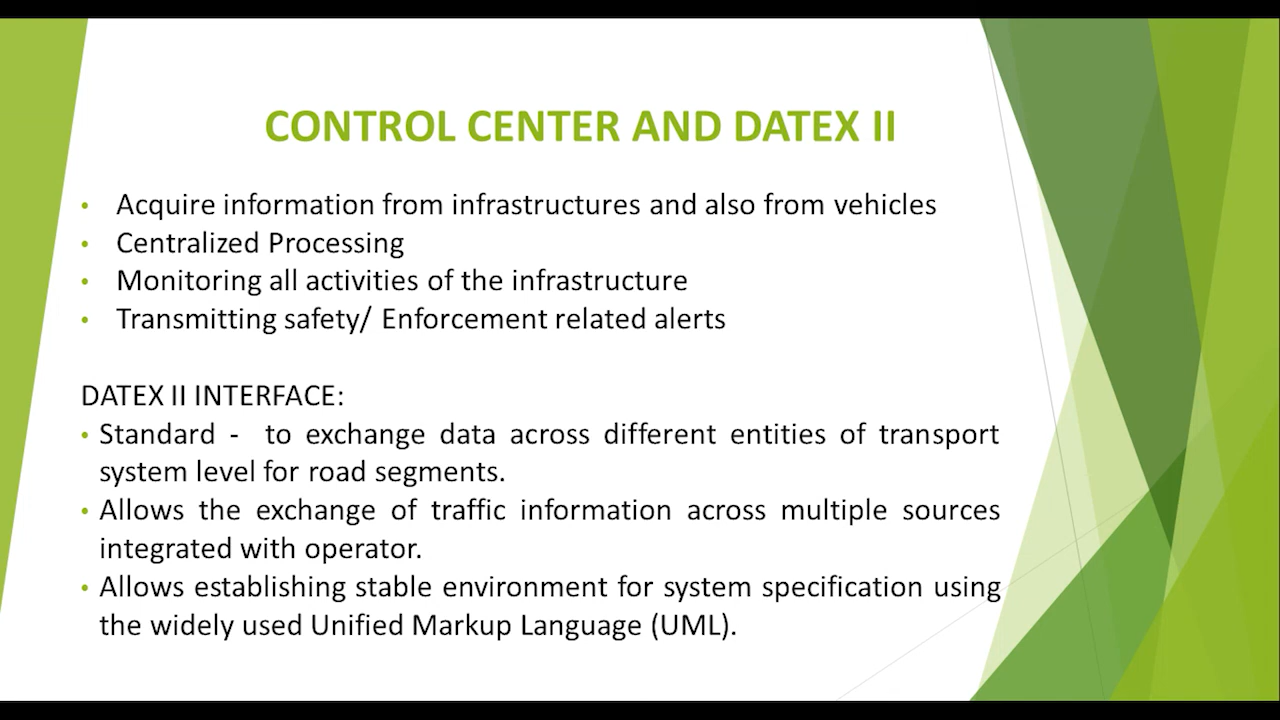 CONTROL CENTER AND DATEX II
• Acquire information from infrastructures and also from vehicles
• Centralized Processing
• Monitoring all activities of the infrastructure
• Transmitting safety/ Enforcement related alerts
DATEX II INTERFACE:
• Standard - to exchange data across different entities of transport
system level for road segments.
• Allows the exchange of traffic information across multiple sources
integrated with operator.
• Allows establishing stable environment for system specification using
the widely used Unified Markup Language (UML).